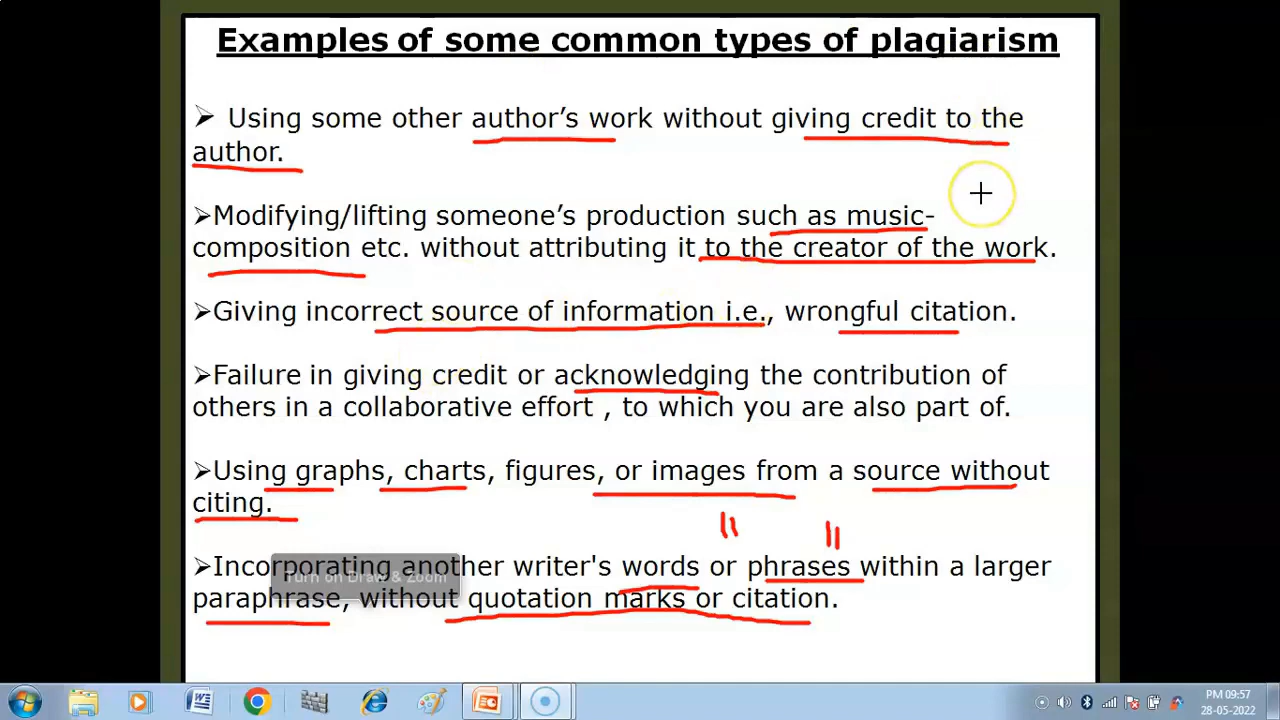 Examples of some common types of plagiarism
➢ Using some other author's work without giving credit to the
author.
➢Modifying/lifting someone's production such as music-
composition etc. without attributing it to the creator of the work.
➢Giving incorrect source of information i.e., wrongful citation.
➢Failure in giving credit or acknowledging the contribution of
others in a collaborative effort , to which you are also part of.
➢Using graphs, charts, figures, or images from a source without
citing.
➢Incorporating another writer's words or phrases within a larger
Turn on Draw & Zoom
paraphrase, without quotation marks or citation.
PM 09:57
28-05-2022